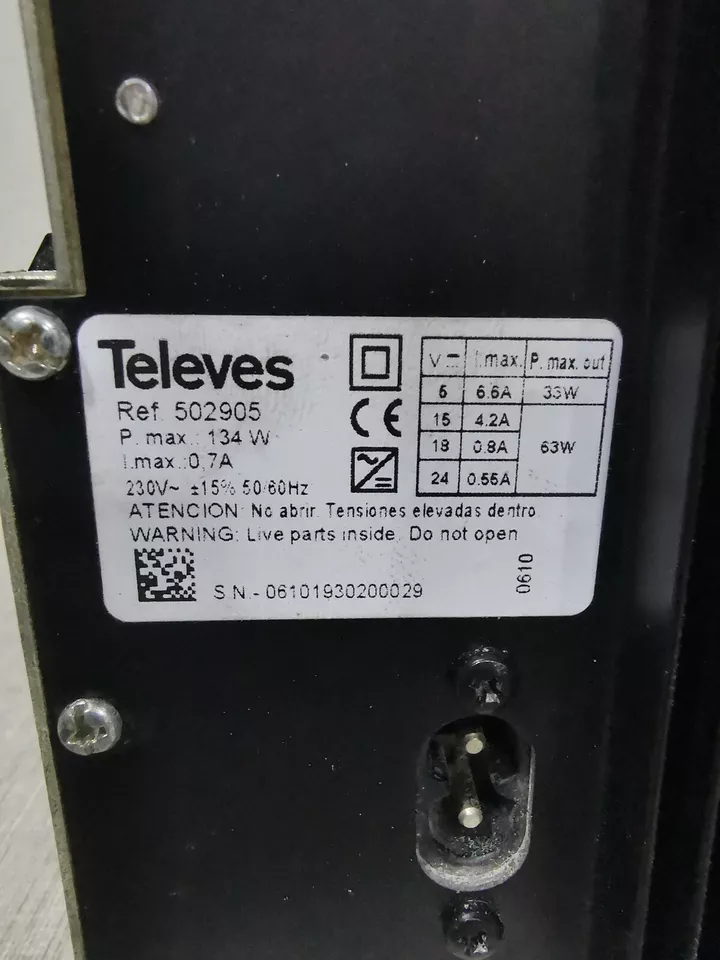 Televes
Ref. 502905
P. max.: 134 W
I.max.:0,7A
230V~ ±15% 50/60Hz
ATENCION: No abrir. Tensiones elevadas dentro.
WARNING: Live parts inside. Do not open
S.N.- 06101930200029
0610
CE
V I.max. P. max. out
5 6.6A 33W
15 4.2A
18 0.8A 63W
24 0.55A